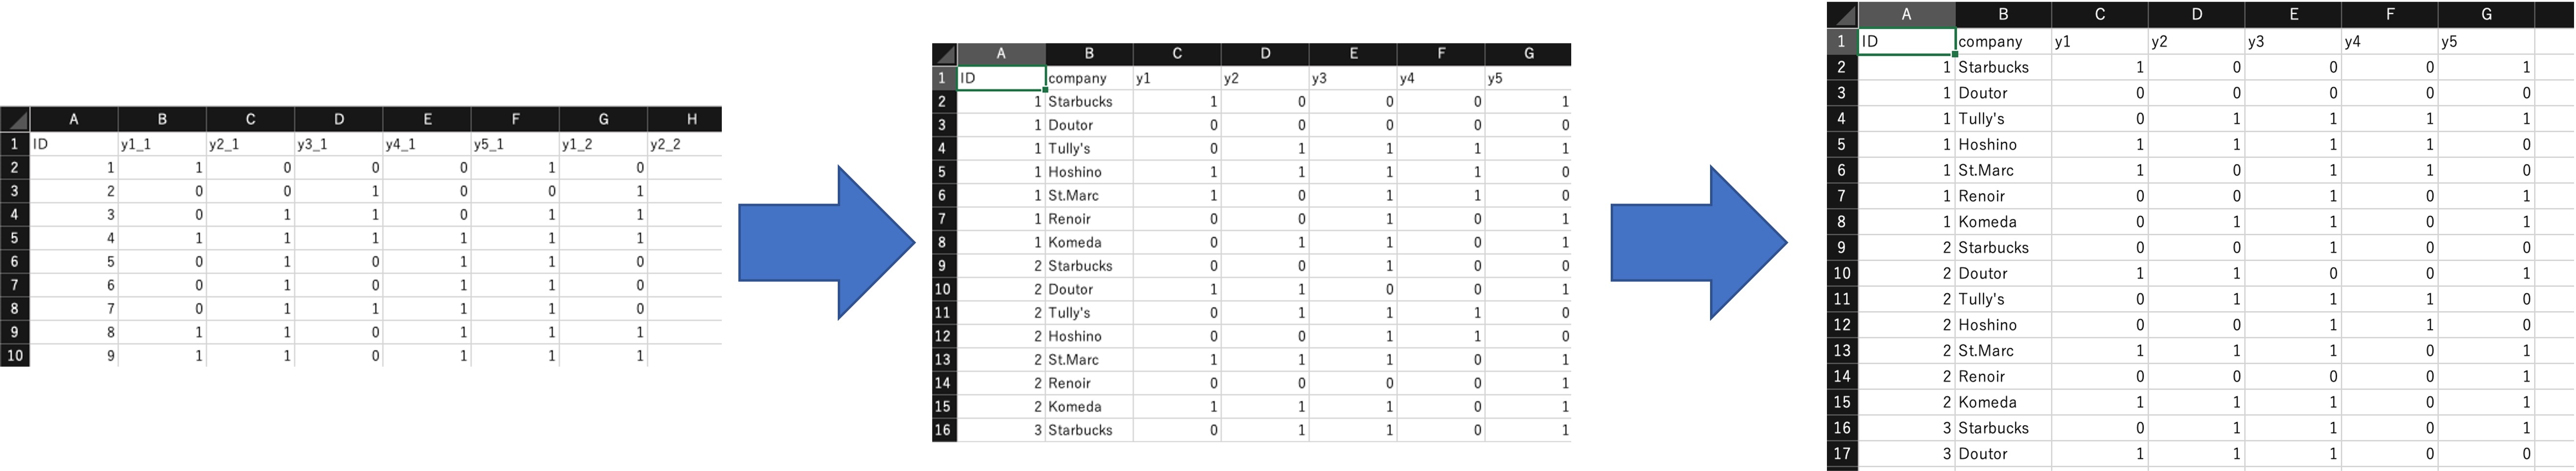 A B C D E F G H
1 ID y1_1 y2_1 y3_1 y4_1 y5_1 y1_2 y2_2
2 1 1 0 0 0 1 0
3 2 0 0 1 0 0 1
4 3 0 1 1 0 1 1
5 4 1 1 1 1 1 1
6 5 0 1 0 1 1 0
7 6 0 1 0 1 1 0
8 7 0 1 1 1 1 0
9 8 1 1 0 1 1 1
10 9 1 1 0 1 1 1
A B C D E F G
1 ID company y1 y2 y3 y4 y5
2 1 Starbucks 1 0 0 0 1
3 1 Doutor 0 0 0 0 0
4 1 Tully's 0 1 1 1 1
5 1 Hoshino 1 1 1 1 0
6 1 St.Marc 1 0 1 1 0
7 1 Renoir 0 0 1 0 1
8 1 Komeda 0 1 1 0 1
9 2 Starbucks 0 0 1 0 0
10 2 Doutor 1 1 0 0 1
11 2 Tully's 0 1 1 1 0
12 2 Hoshino 0 0 1 1 0
13 2 St.Marc 1 1 1 0 1
14 2 Renoir 0 0 0 0 1
15 2 Komeda 1 1 1 0 1
16 3 Starbucks 0 1 1 0 1
A B C D E F G
1 ID company y1 y2 y3 y4 y5
2 1 Starbucks 1 0 0 0 1
3 1 Doutor 0 0 0 0 0
4 1 Tully's 0 1 1 1 1
5 1 Hoshino 1 1 1 1 0
6 1 St.Marc 1 0 1 1 0
7 1 Renoir 0 0 1 0 1
8 1 Komeda 0 1 1 0 1
9 2 Starbucks 0 0 1 0 0
10 2 Doutor 1 1 0 0 1
11 2 Tully's 0 1 1 1 0
12 2 Hoshino 0 0 1 1 0
13 2 St.Marc 1 1 1 0 1
14 2 Renoir 0 0 0 0 1
15 2 Komeda 1 1 1 0 1
16 3 Starbucks 0 1 1 0 1
17 3 Doutor 1 1 1 0 0